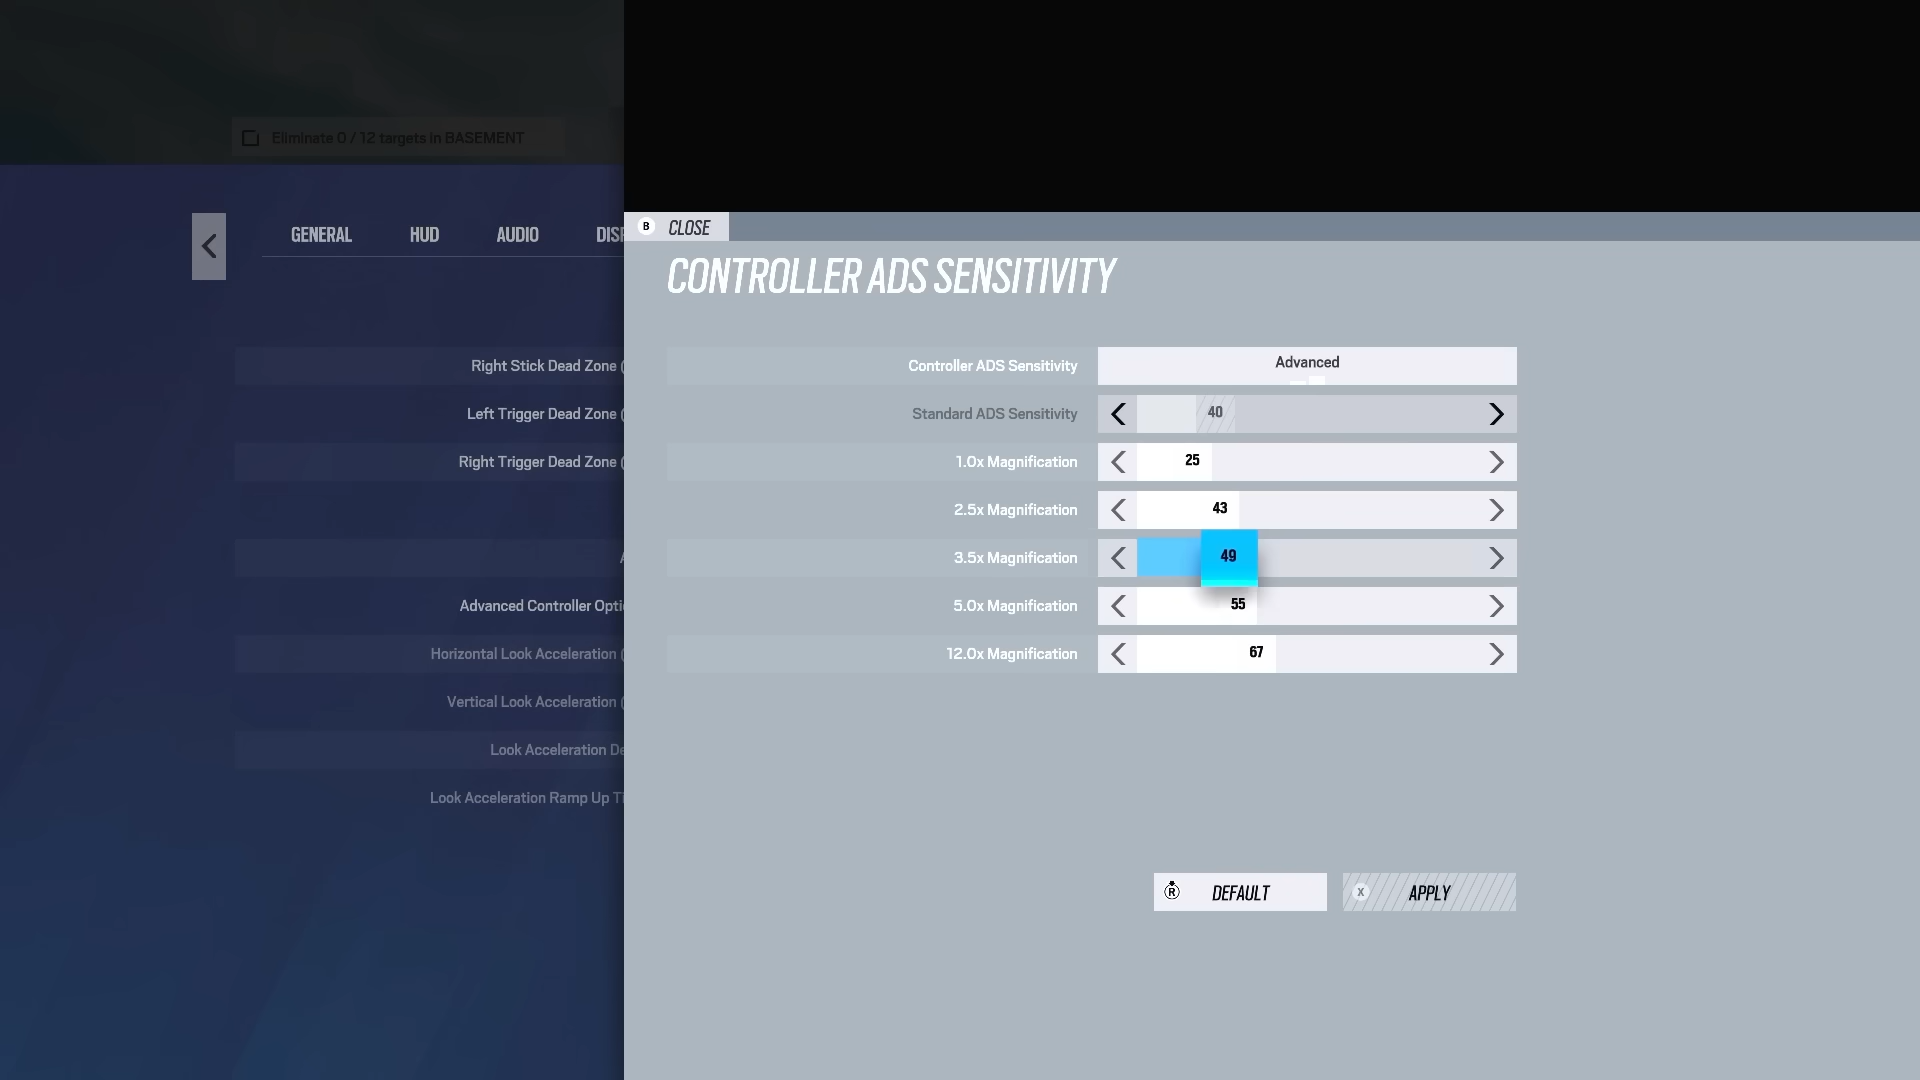 Eliminate 0 / 12 targets in BASEMENT
GENERAL HUD AUDIO
B CLOSE
CONTROLLER ADS SENSITIVITY
Right Stick Dead Zone (
Controller ADS Sensitivity Advanced
Left Trigger Dead Zone (
Standard ADS Sensitivity 40
Right Trigger Dead Zone (
1.0x Magnification 25
2.5x Magnification 43
3.5x Magnification 49
Advanced Controller
5.0x Magnification 55
Horizontal Look Acceleration (
12.0x Magnification 67
Vertical Look Acceleration (
Look Acceleration
Look Acceleration Ramp Up
R DEFAULT
X APPLY